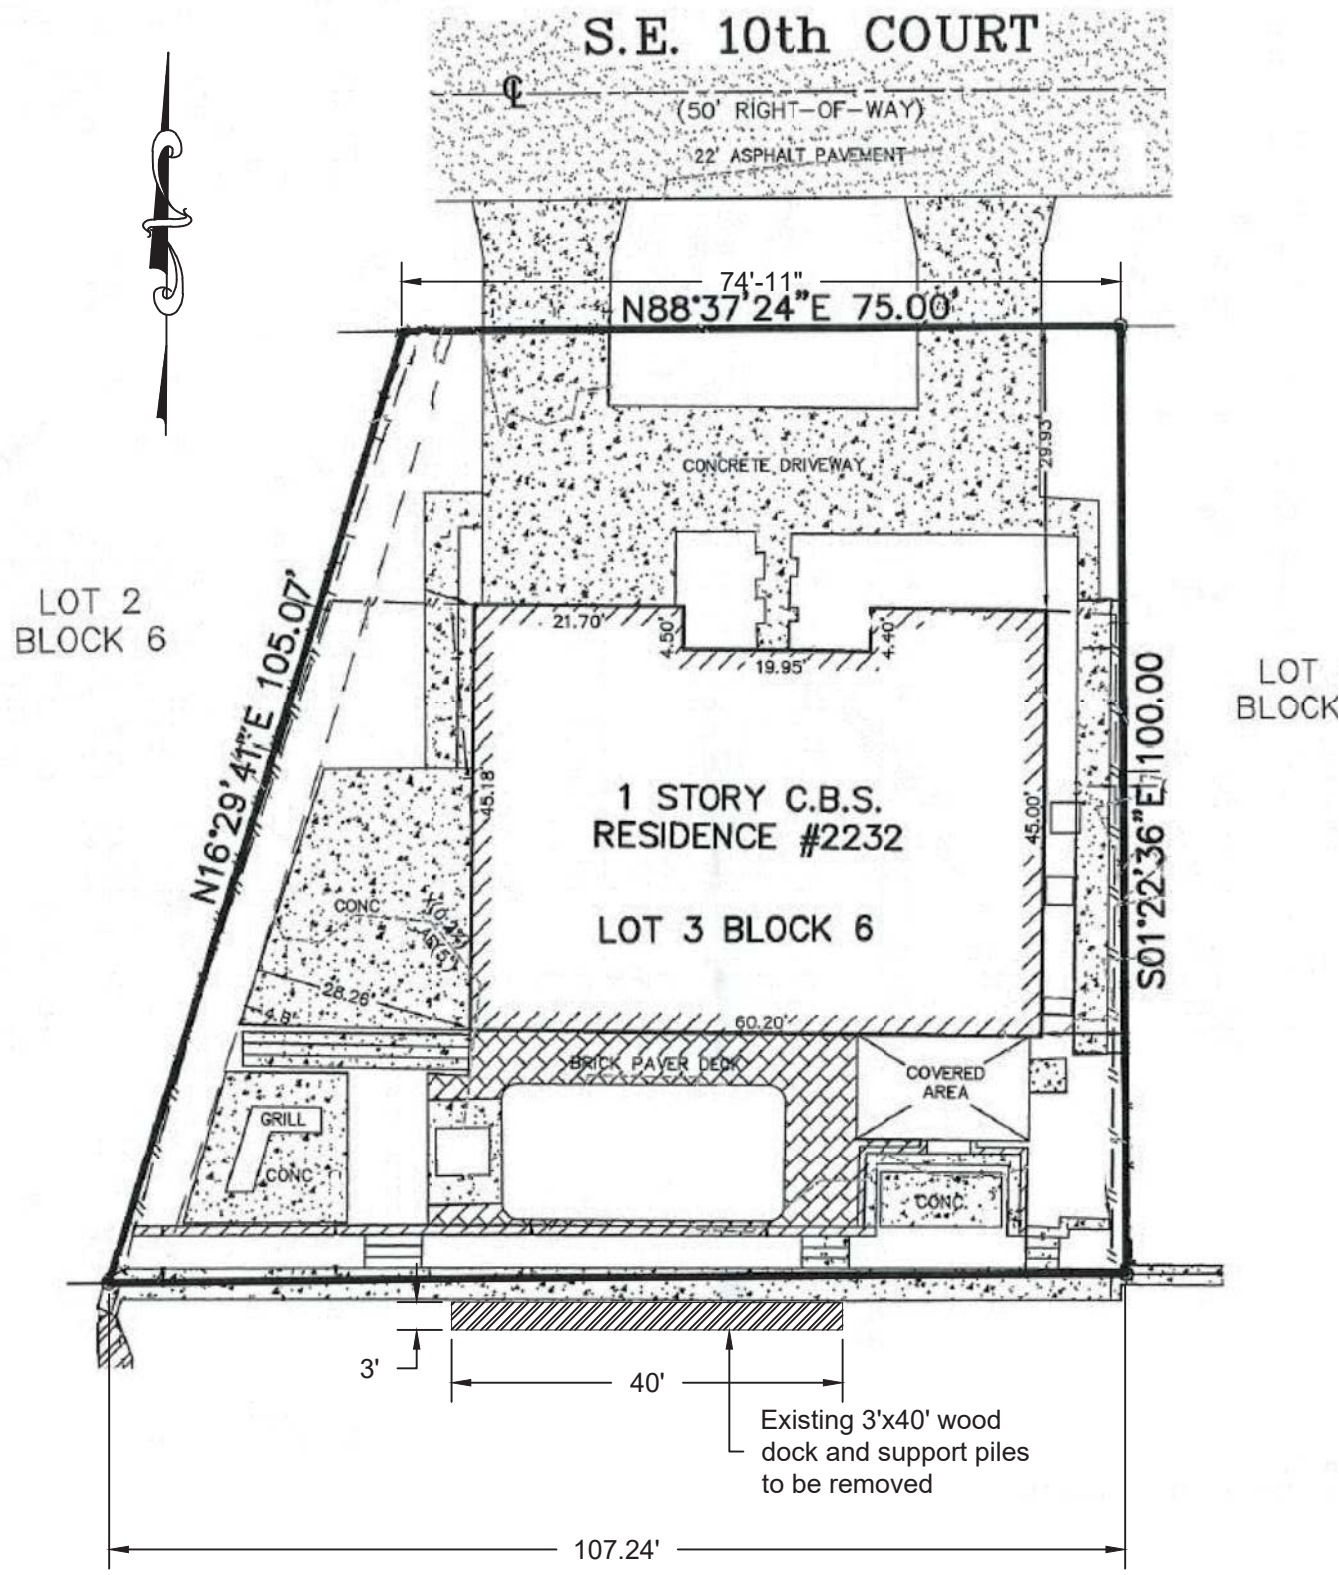 S.E. 10th COURT
℄
(50' RIGHT-OF-WAY)
22' ASPHALT PAVEMENT
74'-11"
N88°37'24"E 75.00'
29.93'
CONCRETE DRIVEWAY
LOT 2
BLOCK 6
N16°29'41"E 105.07'
21.70'
4.50'
19.95'
4.40'
LOT
BLOCK
S01°22'36"E 100.00
45.18'
1 STORY C.B.S.
RESIDENCE #2232
45.00'
LOT 3 BLOCK 6
CONC
28.26'
4.8'
60.20'
BRICK PAVER DECK
COVERED
AREA
GRILL
CONC
CONC
3'
40'
Existing 3'x40' wood
dock and support piles
to be removed
107.24'